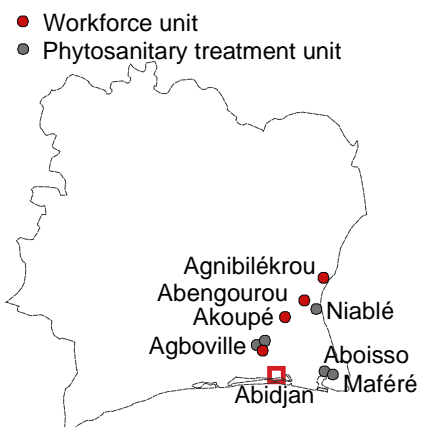 Workforce unit
Phytosanitary treatment unit
Agnibilékrou
Abengourou
Akoupé
Niablé
Agboville
Aboisso
Maféré
Abidjan